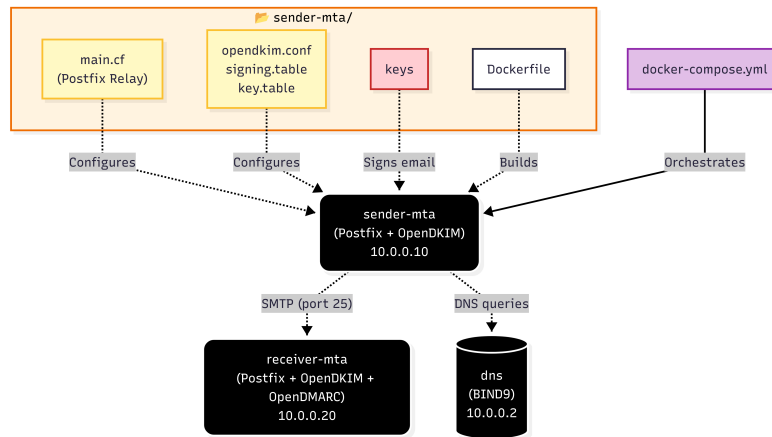 📂 sender-mta/
main.cf
(Postfix Relay)
opendkim.conf
signing.table
key.table
keys
Dockerfile
docker-compose.yml
Configures
Configures
Signs email
Builds
Orchestrates
sender-mta
(Postfix + OpenDKIM)
10.0.0.10
SMTP (port 25)
DNS queries
receiver-mta
(Postfix + OpenDKIM +
OpenDMARC)
10.0.0.20
dns
(BIND9)
10.0.0.2